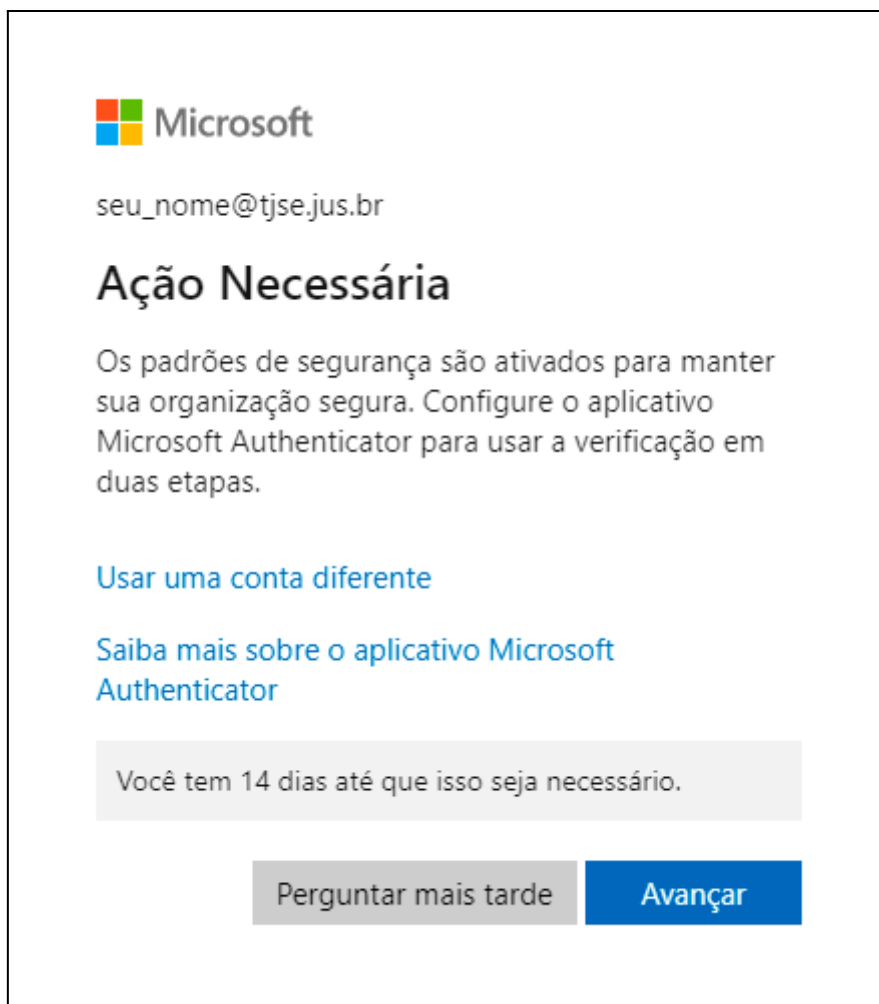 Microsoft
seu_nome@tjse.jus.br
Ação Necessária
Os padrões de segurança são ativados para manter
sua organização segura. Configure o aplicativo
Microsoft Authenticator para usar a verificação em
duas etapas.
Usar uma conta diferente
Saiba mais sobre o aplicativo Microsoft
Authenticator
Você tem 14 dias até que isso seja necessário.
Perguntar mais tarde
Avançar